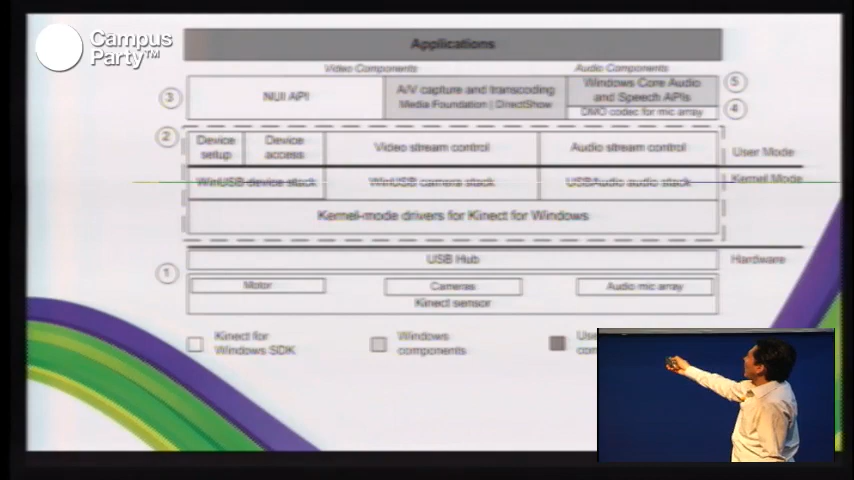 Campus
Party™
Applications
Video Components
Audio Components
3
NUI API
A/V capture and transcoding
Media Foundation | DirectShow
Windows Core Audio
and Speech APIs
5
DMO codec for mic array
4
2
Device
setup
Device
access
Video stream control
Audio stream control
User Mode
WinUSB device stack
WinUSB camera stack
USBAudio audio stack
Kernel Mode
Kernel-mode drivers for Kinect for Windows
1
USB Hub
Hardware
Motor
Cameras
Audio mic array
Kinect sensor
Kinect for
Windows SDK
Windows
components